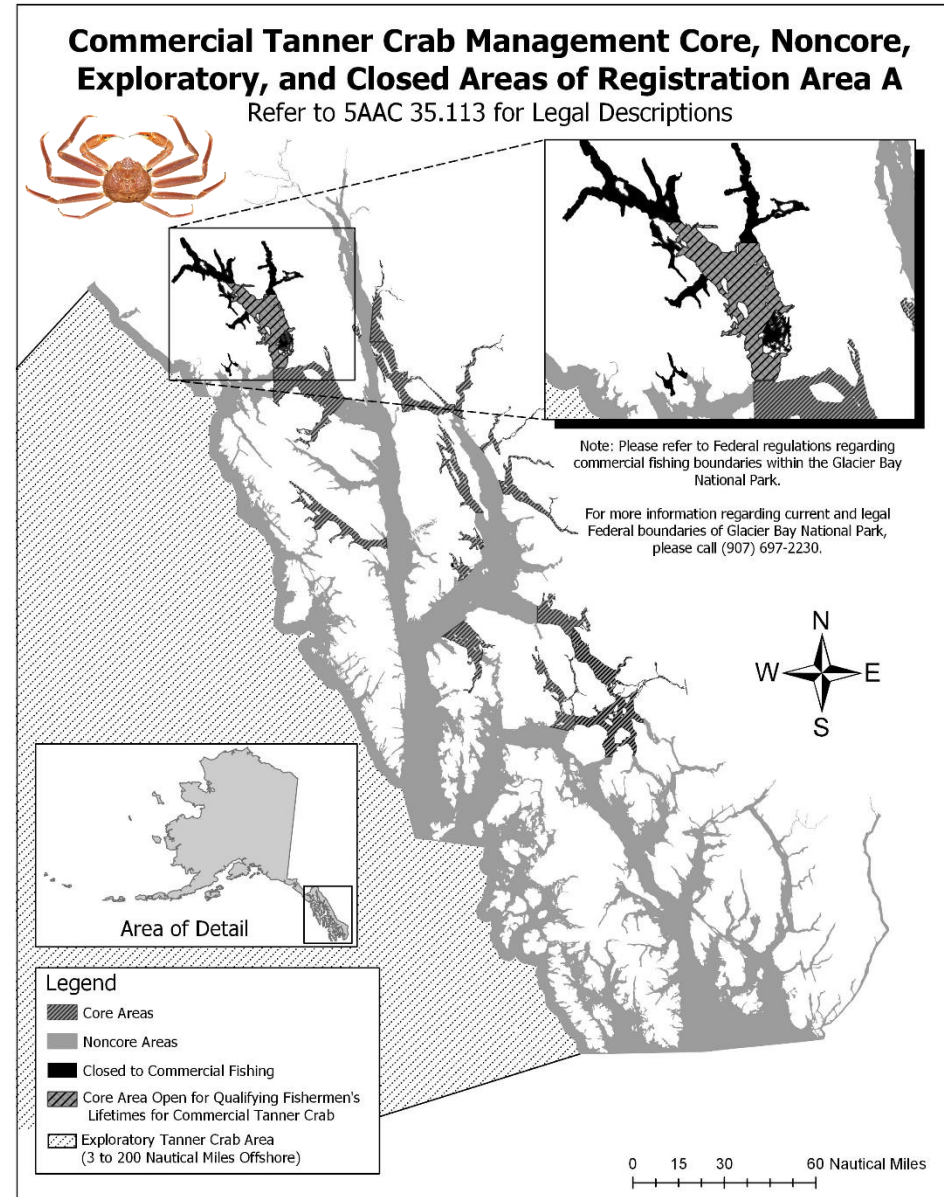 Commercial Tanner Crab Management Core, Noncore,
Exploratory, and Closed Areas of Registration Area A
Refer to 5AAC 35.113 for Legal Descriptions
Note: Please refer to Federal regulations regarding
commercial fishing boundaries within the Glacier Bay
National Park.
For more information regarding current and legal
Federal boundaries of Glacier Bay National Park,
please call (907) 697-2230.
N
W E
S
Area of Detail
Legend
Core Areas
Noncore Areas
Closed to Commercial Fishing
Core Area Open for Qualifying Fishermen's
Lifetimes for Commercial Tanner Crab
Exploratory Tanner Crab Area
(3 to 200 Nautical Miles Offshore)
0 15 30 60 Nautical Miles